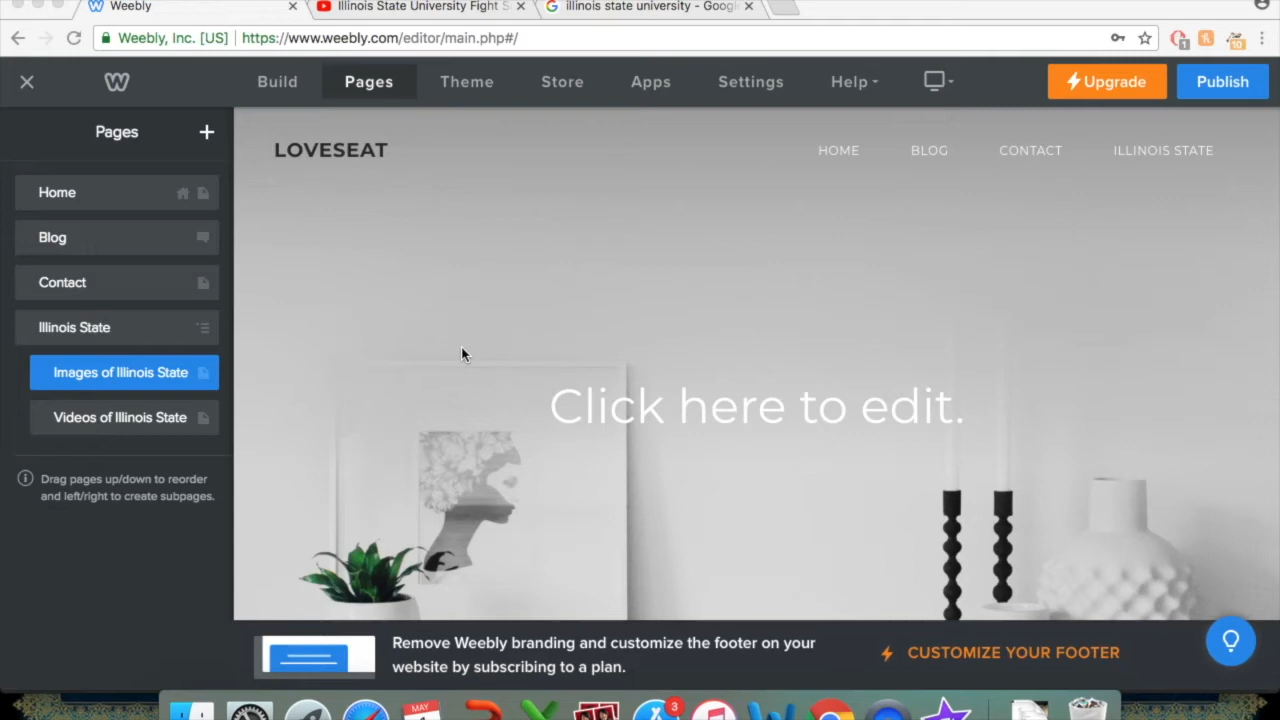 Weebly
Illinois State University Fight S
illinois state university - Googl
Weebly, Inc. [US]
https://www.weebly.com/editor/main.php#/
1
10
Build
Pages
Theme
Store
Apps
Settings
Help
Upgrade
Publish
Pages
+
Home
Blog
Contact
Illinois State
Images of Illinois State
Videos of Illinois State
Drag pages up/down to reorder
and left/right to create subpages.
LOVESEAT
HOME
BLOG
CONTACT
ILLINOIS STATE
Click here to edit.
Remove Weebly branding and customize the footer on your
website by subscribing to a plan.
CUSTOMIZE YOUR FOOTER
MAY
3